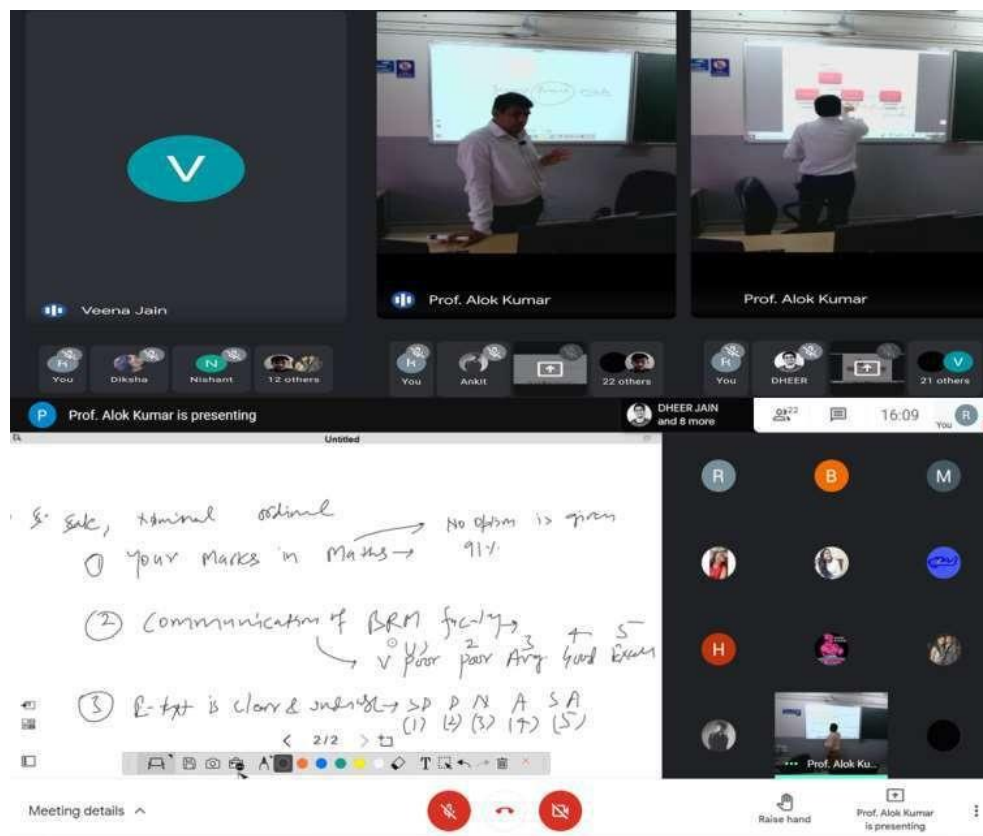 V
Veena Jain
Prof. Alok Kumar
Prof. Alok Kumar
You
Diksha
N
Nishant
12 others
You
Ankit
22 others
You
DHEER
V
21 others
P
Prof. Alok Kumar is presenting
DHEER JAIN
and 8 more
22
16:09
You
R
Untitled
nominal ordinal
No option is given
① Your Marks in Maths →
91%
② Communication of BRM faculty →
(1) 2 3 4 5
V poor poor Avg Good
③ is clear & → SD D N A SA
(1) (2) (3) (4) (5)
2/2
T
R
B
M
H
Prof. Alok Ku...
Meeting details
Raise hand
Prof. Alok Kumar
is presenting